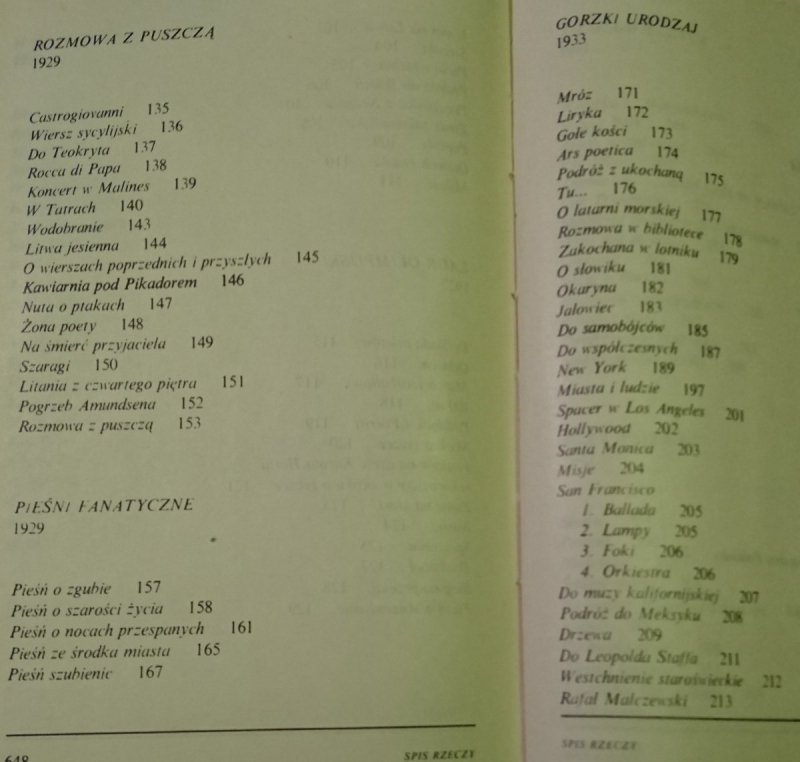 ROZMOWA Z PUSZCZĄ
1929
Castrogiovanni 135
Wiersz sycylijski 136
Do Teokryta 137
Rocca di Papa 138
Koncert w Malines 139
W Tatrach 140
Wodobranie 143
Litwa jesienna 144
O wierszach poprzednich i przyszłych 145
Kawiarnia pod Pikadorem 146
Nuta o ptakach 147
Żona poety 148
Na śmierć przyjaciela 149
Szaragi 150
Litania z czwartego piętra 151
Pogrzeb Amundsena 152
Rozmowa z puszczą 153
PIEŚNI FANATYCZNE
1929
Pieśń o zgubie 157
Pieśń o szarości życia 158
Pieśń o nocach przespanych 161
Pieśń ze środka miasta 165
Pieśń szubienic 167
648
SPIS RZECZY
GORZKI URODZAJ
1933
Mróz 171
Liryka 172
Gołe kości 173
Ars poetica 174
Podróż z ukochaną 175
Tu... 176
O latarni morskiej 177
Rozmowa w bibliotece 178
Zakochana w lotniku 179
O słowiku 181
Okaryna 182
Jałowiec 183
Do samobójców 185
Do współczesnych 187
New York 189
Miasta i ludzie 197
Spacer w Los Angeles 201
Hollywood 202
Santa Monica 203
Misje 204
San Francisco
1. Ballada 205
2. Lampy 205
3. Foki 206
4. Orkiestra 206
Do muzy kalifornijskiej 207
Podróż do Meksyku 208
Drzewa 209
Do Leopolda Staffa 211
Westchnienie staroświeckie 212
Rafał Malczewski 213
SPIS RZECZY